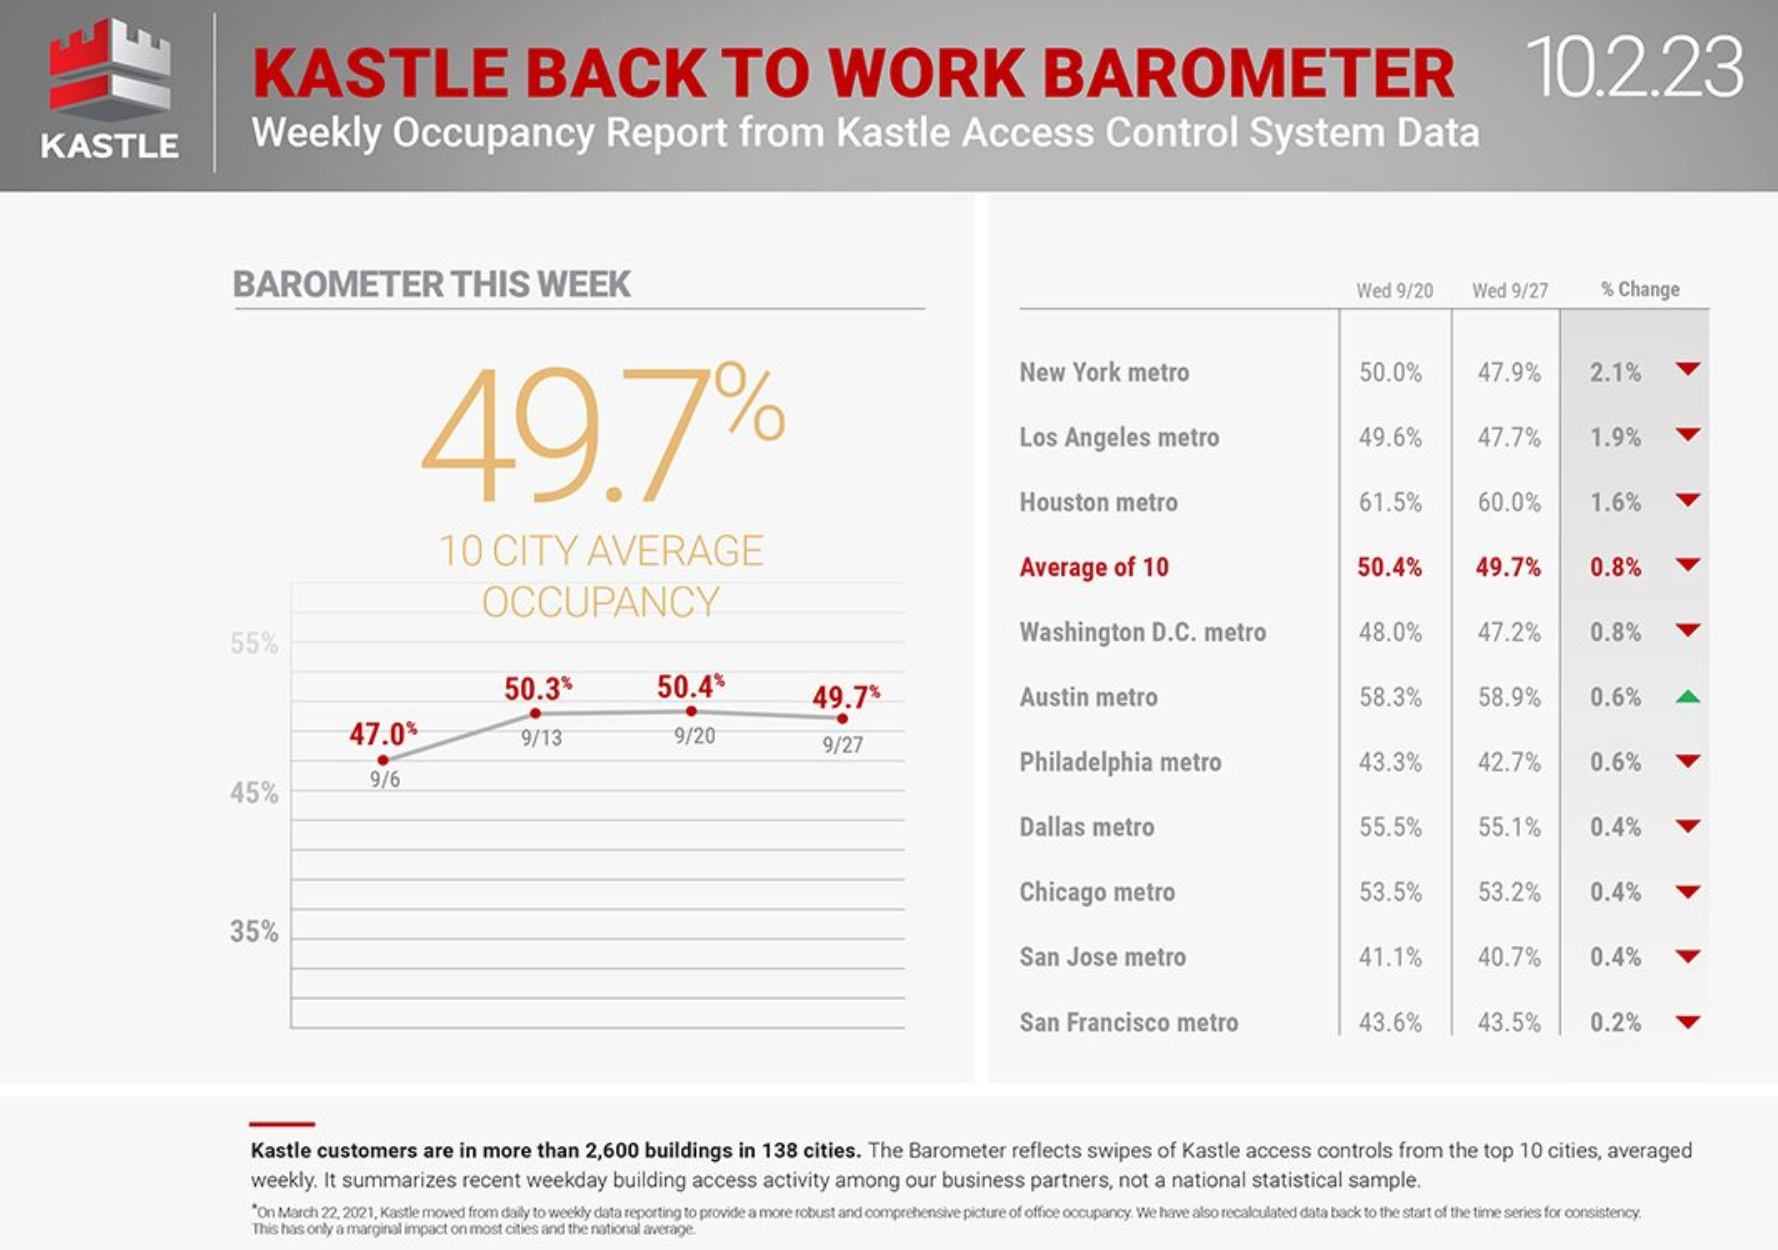 KASTLE
KASTLE BACK TO WORK BAROMETER
10.2.23
Weekly Occupancy Report from Kastle Access Control System Data
BAROMETER THIS WEEK
49.7%
10 CITY AVERAGE
OCCUPANCY
55%
45%
35%
47.0%
9/6
50.3%
9/13
50.4%
9/20
49.7%
9/27
Wed 9/20 Wed 9/27 % Change
New York metro 50.0% 47.9% 2.1%
Los Angeles metro 49.6% 47.7% 1.9%
Houston metro 61.5% 60.0% 1.6%
Average of 10 50.4% 49.7% 0.8%
Washington D.C. metro 48.0% 47.2% 0.8%
Austin metro 58.3% 58.9% 0.6%
Philadelphia metro 43.3% 42.7% 0.6%
Dallas metro 55.5% 55.1% 0.4%
Chicago metro 53.5% 53.2% 0.4%
San Jose metro 41.1% 40.7% 0.4%
San Francisco metro 43.6% 43.5% 0.2%
Kastle customers are in more than 2,600 buildings in 138 cities. The Barometer reflects swipes of Kastle access controls from the top 10 cities, averaged
weekly. It summarizes recent weekday building access activity among our business partners, not a national statistical sample.
*On March 22, 2021, Kastle moved from daily to weekly data reporting to provide a more robust and comprehensive picture of office occupancy. We have also recalculated data back to the start of the time series for consistency.
This has only a marginal impact on most cities and the national average.